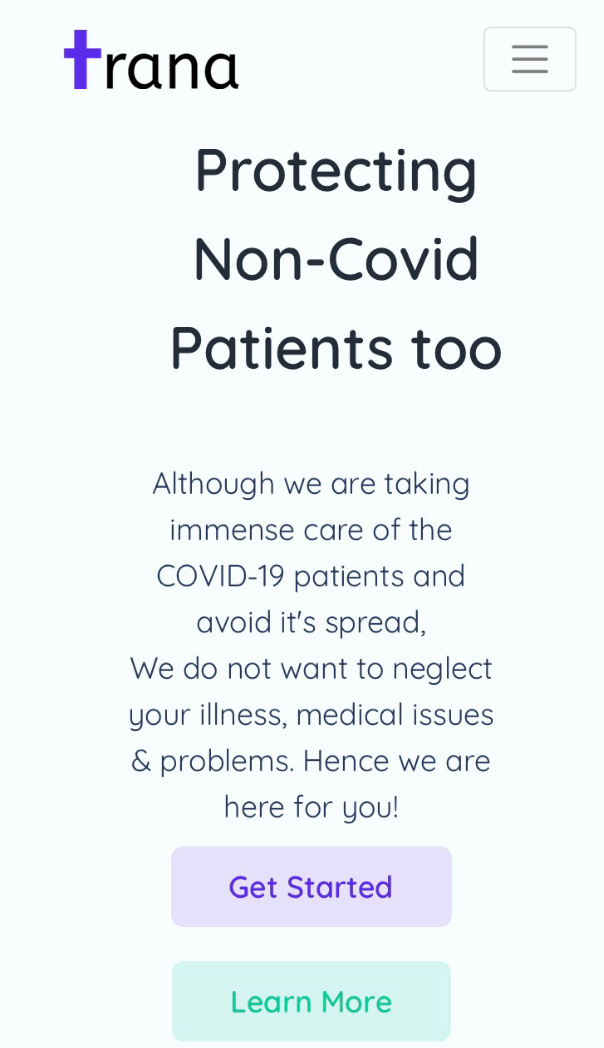 trana
Protecting
Non-Covid
Patients too
Although we are taking
immense care of the
COVID-19 patients and
avoid it's spread,
We do not want to neglect
your illness, medical issues
& problems. Hence we are
here for you!
Get Started
Learn More